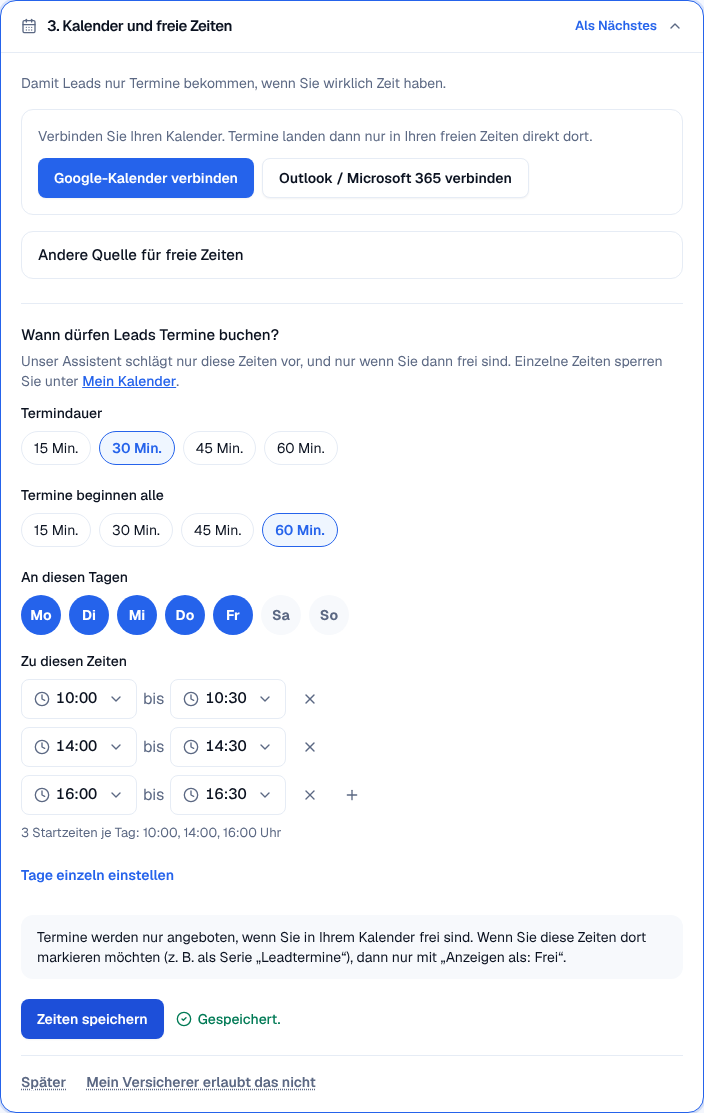 3. Kalender und freie Zeiten
Als Nächstes
Damit Leads nur Termine bekommen, wenn Sie wirklich Zeit haben.
Verbinden Sie Ihren Kalender. Termine landen dann nur in Ihren freien Zeiten direkt dort.
Google-Kalender verbinden
Outlook / Microsoft 365 verbinden
Andere Quelle für freie Zeiten
Wann dürfen Leads Termine buchen?
Unser Assistent schlägt nur diese Zeiten vor, und nur wenn Sie dann frei sind. Einzelne Zeiten sperren
Sie unter Mein Kalender.
Termindauer
15 Min. 30 Min. 45 Min. 60 Min.
Termine beginnen alle
15 Min. 30 Min. 45 Min. 60 Min.
An diesen Tagen
Mo Di Mi Do Fr Sa So
Zu diesen Zeiten
10:00 bis 10:30
14:00 bis 14:30
16:00 bis 16:30
3 Startzeiten je Tag: 10:00, 14:00, 16:00 Uhr
Tage einzeln einstellen
Termine werden nur angeboten, wenn Sie in Ihrem Kalender frei sind. Wenn Sie diese Zeiten dort
markieren möchten (z. B. als Serie „Leadtermine“), dann nur mit „Anzeigen als: Frei“.
Zeiten speichern
Gespeichert.
Später
Mein Versicherer erlaubt das nicht